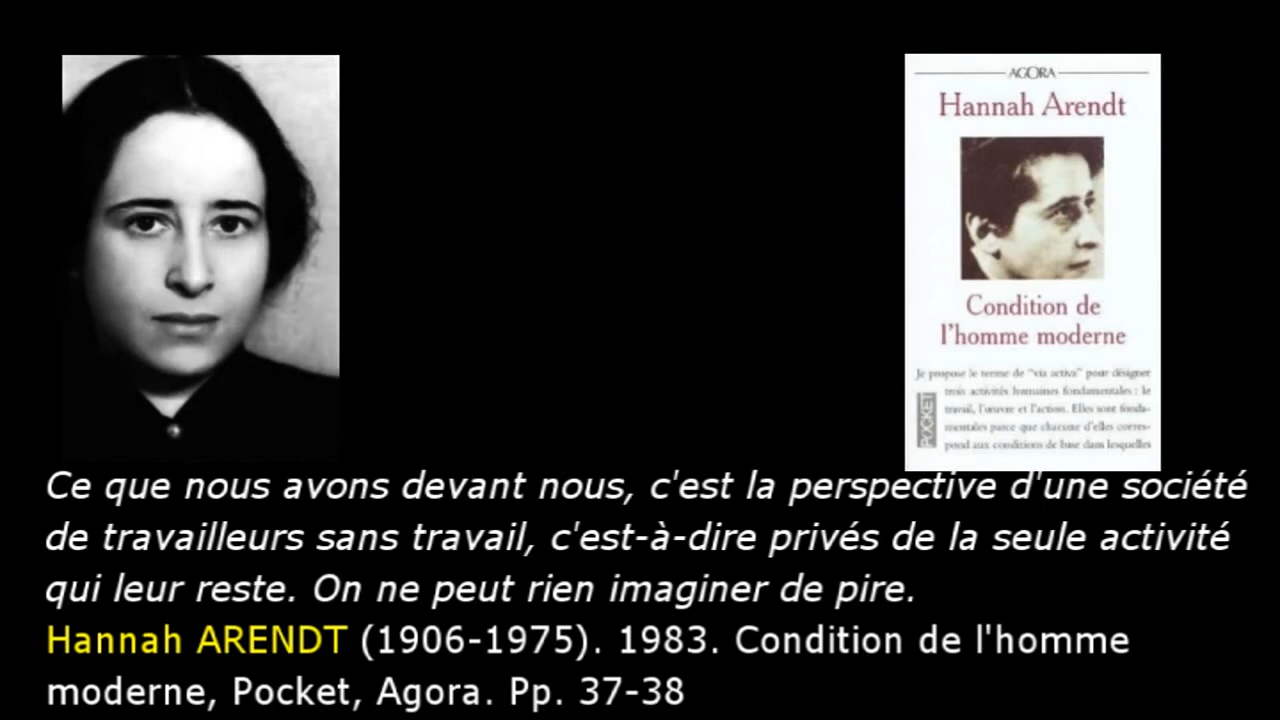 AGORA
Hannah Arendt
Condition de
l'homme moderne
Je propose le terme de "via activa" pour désigner
trois activités humaines fondamentales : le
travail, l'œuvre et l'action. Elles sont fonda-
mentales parce que chacune d'elles corres-
pond aux conditions de base dans lesquelles
POCKET
Ce que nous avons devant nous, c'est la perspective d'une société
de travailleurs sans travail, c'est-à-dire privés de la seule activité
qui leur reste. On ne peut rien imaginer de pire.
Hannah ARENDT (1906-1975). 1983. Condition de l'homme
moderne, Pocket, Agora. Pp. 37-38